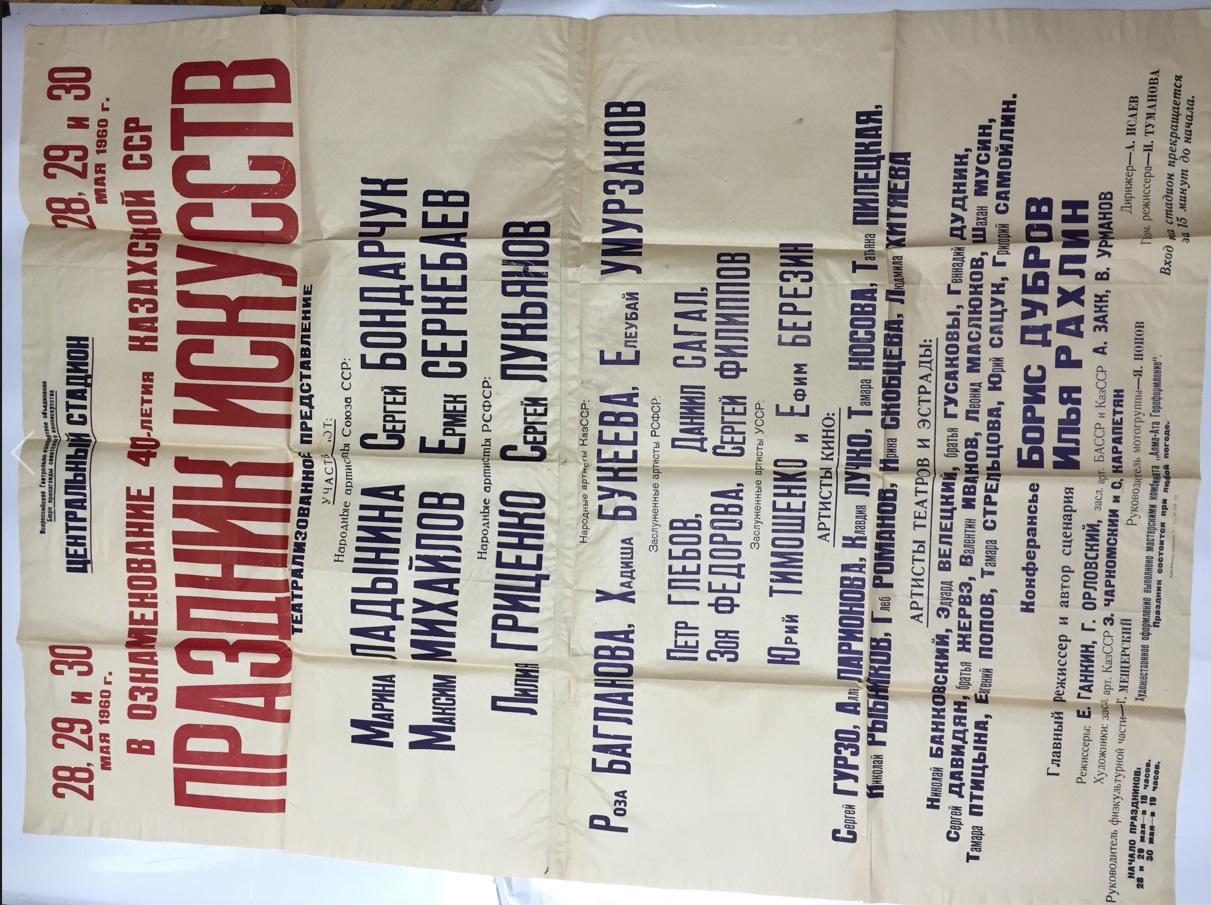 Всероссийское Гастрольно-концертное объединение
Бюро пропаганды советского киноискусства
ЦЕНТРАЛЬНЫЙ СТАДИОН
28, 29 и 30
МАЯ 1960 г.
28, 29 и 30
МАЯ 1960 г.
В ОЗНАМЕНОВАНИЕ 40-ЛЕТИЯ КАЗАХСКОЙ ССР
ПРАЗДНИК ИСКУССТВ
ТЕАТРАЛИЗОВАННОЕ ПРЕДСТАВЛЕНИЕ
УЧАСТВУЮТ:
Народные артисты Союза ССР:
Марина ЛАДЫНИНА Сергей БОНДАРЧУК
Максим МИХАЙЛОВ Ермек СЕРКЕБАЕВ
Народные артисты РСФСР:
Лилия ГРИЦЕНКО Сергей ЛУКЬЯНОВ
Народные артисты КазССР:
Роза БАГЛАНОВА, Хадиша БУКЕЕВА, Елеубай УМУРЗАКОВ
Заслуженные артисты РСФСР:
Петр ГЛЕБОВ, Даниил САГАЛ,
Зоя ФЕДОРОВА, Сергей ФИЛИППОВ
Заслуженные артисты УССР:
Юрий ТИМОШЕНКО и Ефим БЕРЕЗИН
АРТИСТЫ КИНО:
Сергей ГУРЗО, Алла ЛАРИОНОВА, Клавдия ЛУЧКО, Тамара НОСОВА, Татьяна ПИЛЕЦКАЯ,
Николай РЫБНИКОВ, Глеб РОМАНОВ, Ирина СКОБЦЕВА, Людмила ХИТЯЕВА
АРТИСТЫ ТЕАТРОВ И ЭСТРАДЫ:
Николай БАНКОВСКИЙ, Эдуард ВЕЛЕЦКИЙ, братья ГУСАКОВЫ, Геннадий ДУДНИК,
Сергей ДАВИДЯН, братья ЖЕРВЭ, Валентин ИВАНОВ, Леонид МАСЛЮКОВ, Шахан МУСИН,
Тамара ПТИЦЫНА, Евгений ПОПОВ, Тамара СТРЕЛЬЦОВА, Юрий САЦУК, Григорий САМОЙЛИН.
Конферансье БОРИС ДУБРОВ
Главный режиссер и автор сценария ИЛЬЯ РАХЛИН
Режиссеры: Е. ГАНКИН, Г. ОРЛОВСКИЙ, засл. арт. БАССР и КазССР А. ЗАКК, В. УРМАНОВ
Художники: засл. арт. КазССР З. ЧАРНОМСКИЙ и С. КАРАПЕТЯН Дирижер—А. ИСАЕВ
Руководитель физкультурной части—Г. МЕЩЕРСКИЙ Руководитель мотогруппы—Я. ПОПОВ Пом. режиссера—Н. ТУМАНОВА
НАЧАЛО ПРАЗДНИКОВ:
28 и 29 мая—в 18 часов.
30 мая—в 19 часов.
Художественное оформление выполнено мастерскими комбината „Алма-Ата Горoформление“.
Праздник состоится при любой погоде.
Вход на стадион прекращается
за 15 минут до начала.